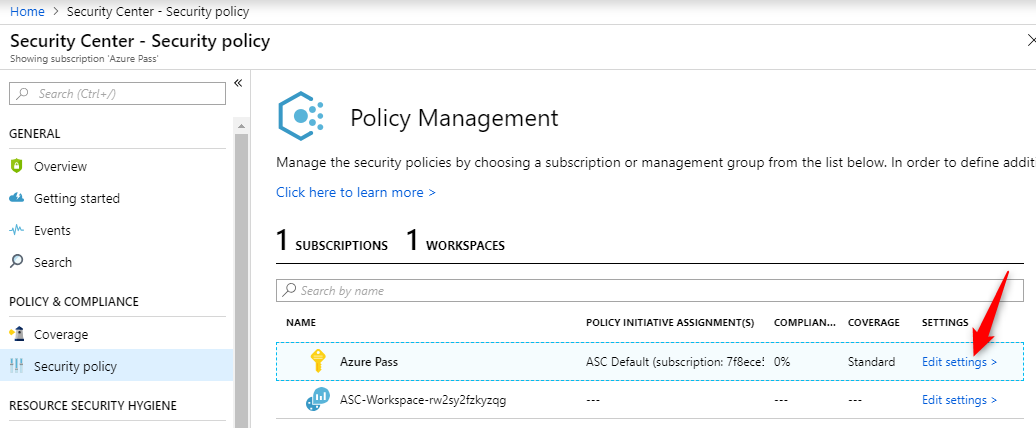 Home > Security Center - Security policy
Security Center - Security policy
Showing subscription 'Azure Pass'
Search (Ctrl+/)
GENERAL
Overview
Getting started
Events
Search
POLICY & COMPLIANCE
Coverage
Security policy
RESOURCE SECURITY HYGIENE
Policy Management
Manage the security policies by choosing a subscription or management group from the list below. In order to define addit
Click here to learn more >
1 SUBSCRIPTIONS 1 WORKSPACES
Search by name
NAME POLICY INITIATIVE ASSIGNMENT(S) COMPLIAN... COVERAGE SETTINGS
Azure Pass ASC Default (subscription: 7f8ece5 0% Standard Edit settings >
ASC-Workspace-rw2sy2fzkyzqg --- --- --- Edit settings >